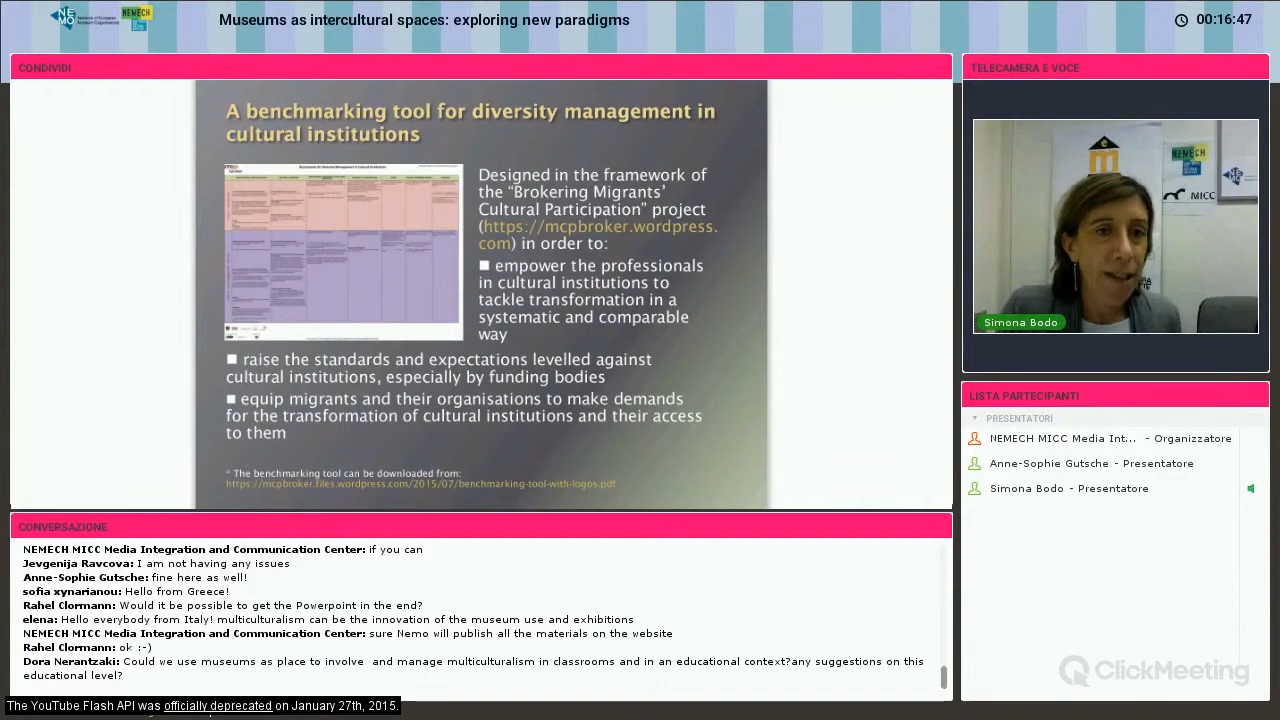 NEMO
Network of European
Museum Organisations
NEMECH
Museums as intercultural spaces: exploring new paradigms
00:16:47
CONDIVIDI
A benchmarking tool for diversity management in
cultural institutions
Designed in the framework of
the “Brokering Migrants’
Cultural Participation” project
(https://mcpbroker.wordpress.
com) in order to:
■ empower the professionals
in cultural institutions to
tackle transformation in a
systematic and comparable
way
■ raise the standards and expectations levelled against
cultural institutions, especially by funding bodies
■ equip migrants and their organisations to make demands
for the transformation of cultural institutions and their access
to them
* The benchmarking tool can be downloaded from:
https://mcpbroker.files.wordpress.com/2015/07/benchmarking-tool-with-logos.pdf
TELECAMERA E VOCE
m
NEMECH
MICC
Simona Bodo
LISTA PARTECIPANTI
PRESENTATORI
NEMECH MICC Media Int... - Organizzatore
Anne-Sophie Gutsche - Presentatore
Simona Bodo - Presentatore
CONVERSAZIONE
NEMECH MICC Media Integration and Communication Center: if you can
Jevgenija Ravcova: I am not having any issues
Anne-Sophie Gutsche: fine here as well!
sofia xynarianou: Hello from Greece!
Rahel Clormann: Would it be possible to get the Powerpoint in the end?
elena: Hello everybody from Italy! multiculturalism can be the innovation of the museum use and exhibitions
NEMECH MICC Media Integration and Communication Center: sure Nemo will publish all the materials on the website
Rahel Clormann: ok :-)
Dora Nerantzaki: Could we use museums as place to involve  and manage multiculturalism in classrooms and in an educational context?any suggestions on this
educational level?
ClickMeeting
The YouTube Flash API was officially deprecated on January 27th, 2015.